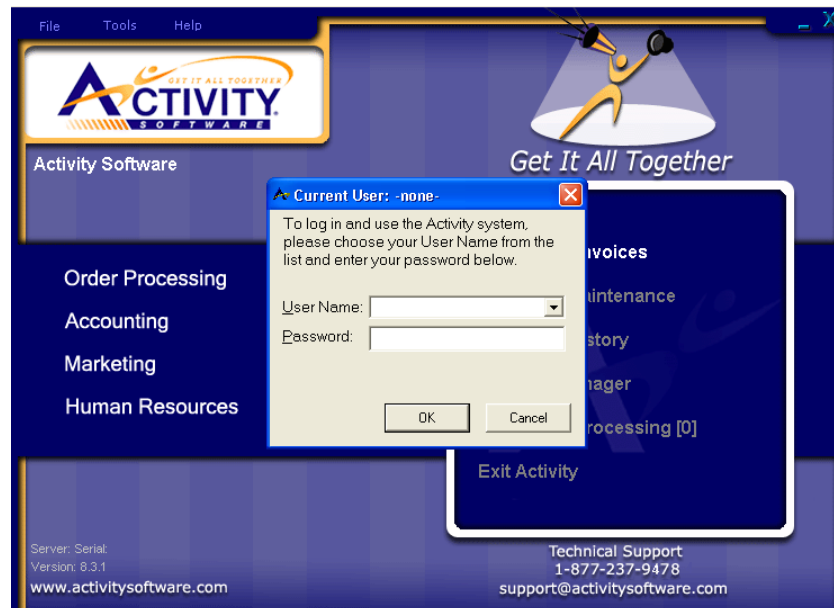 File Tools Help
GET IT ALL TOGETHER
ACTIVITY
SOFTWARE
Activity Software
Get It All Together
Current User: -none-
To log in and use the Activity system,
please choose your User Name from the
list and enter your password below.
User Name:
Password:
OK Cancel
Order Processing
Accounting
Marketing
Human Resources
nvoices
aintenance
story
nager
rocessing [0]
Exit Activity
Server: Serial:
Version: 8.3.1
www.activitysoftware.com
Technical Support
1-877-237-9478
support@activitysoftware.com